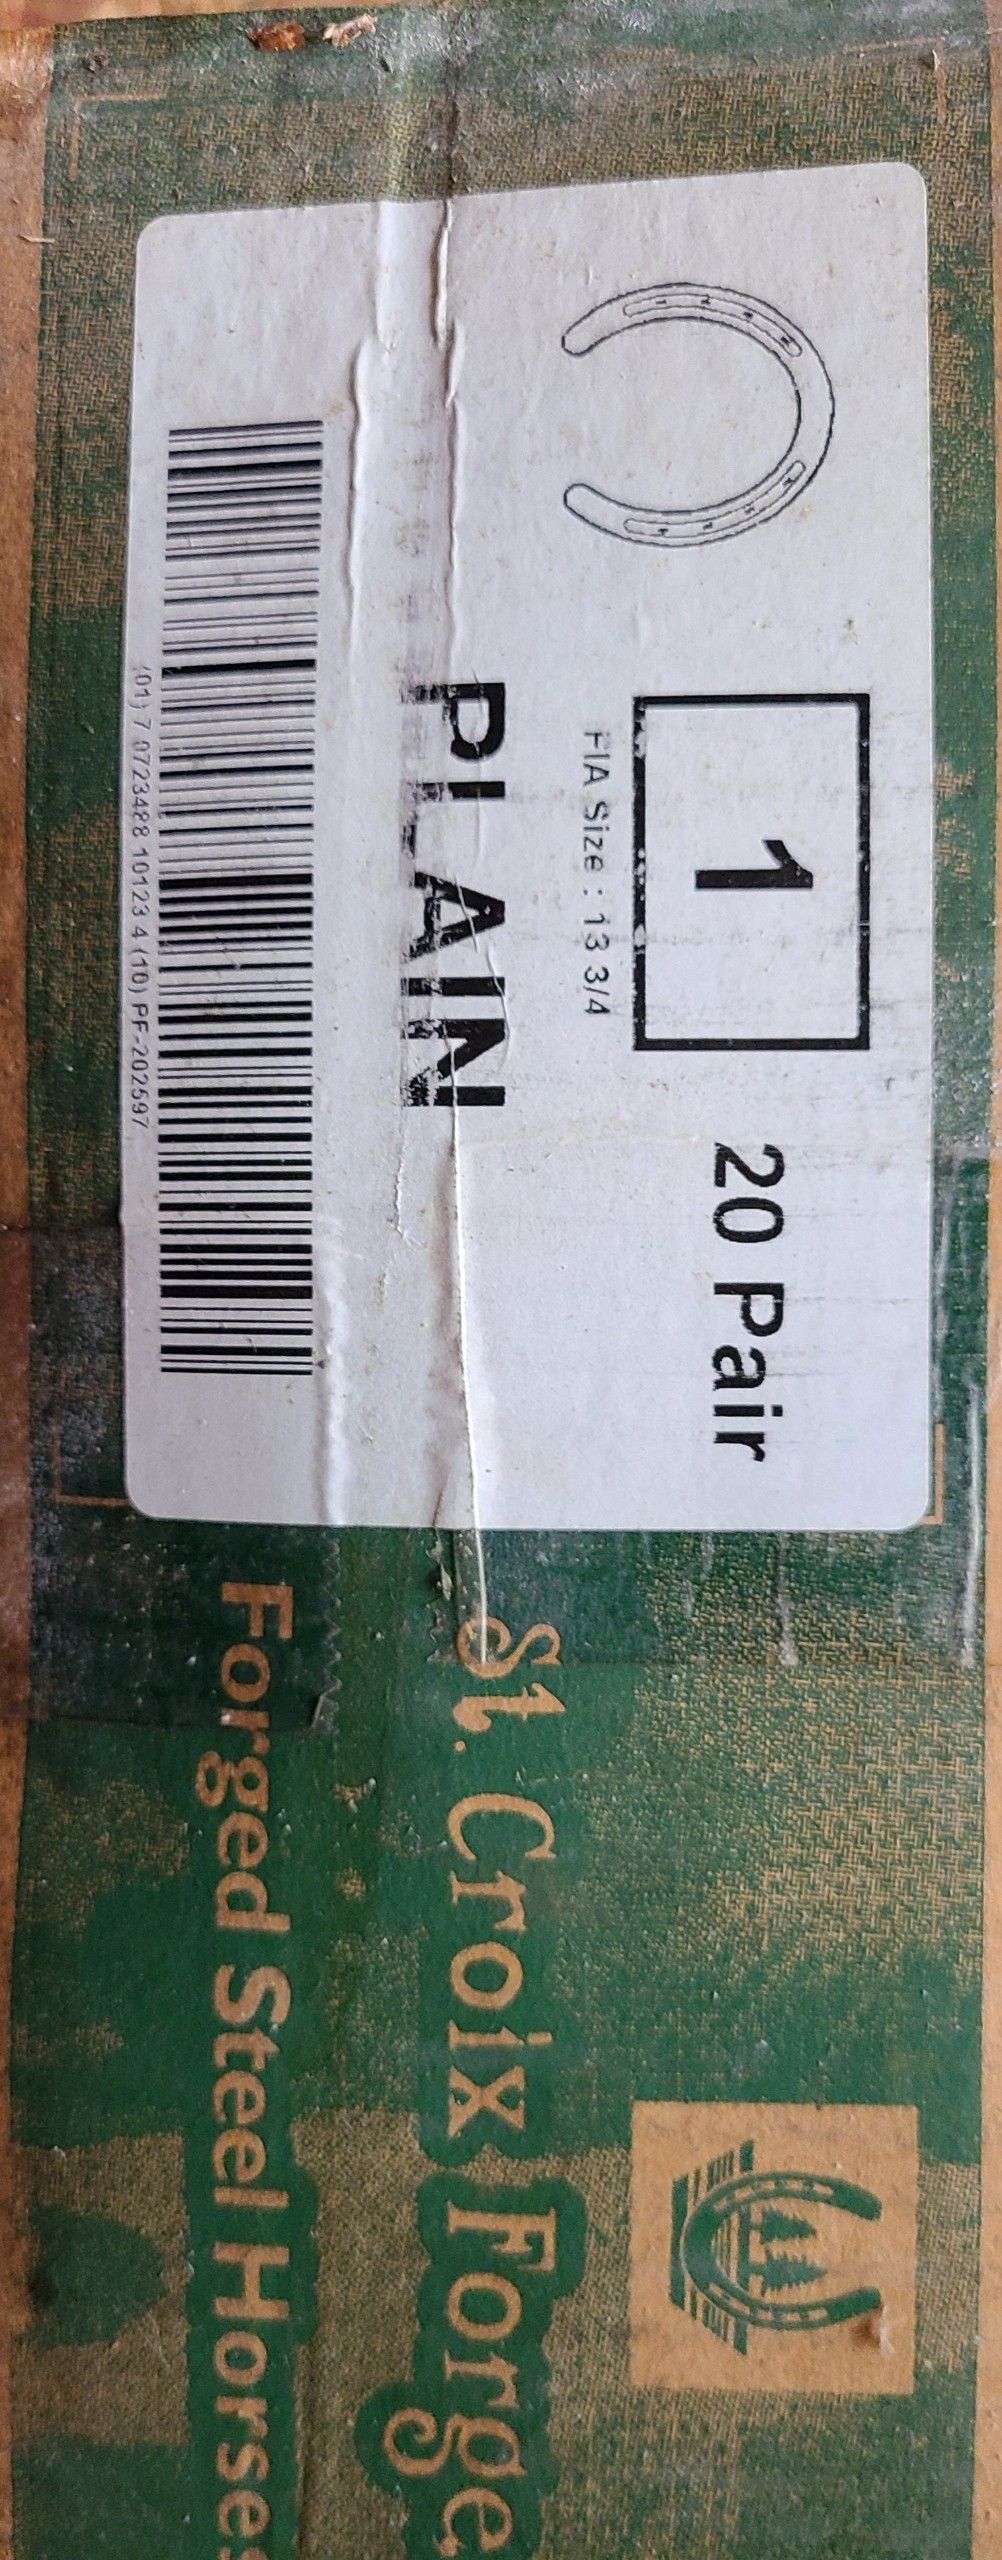 1
20 Pair
FIA Size : 13 3/4
PLAIN
(01) 7 0723488 10123 4 (10) PF-202597
St. Croix Forge
Forged Steel Horses